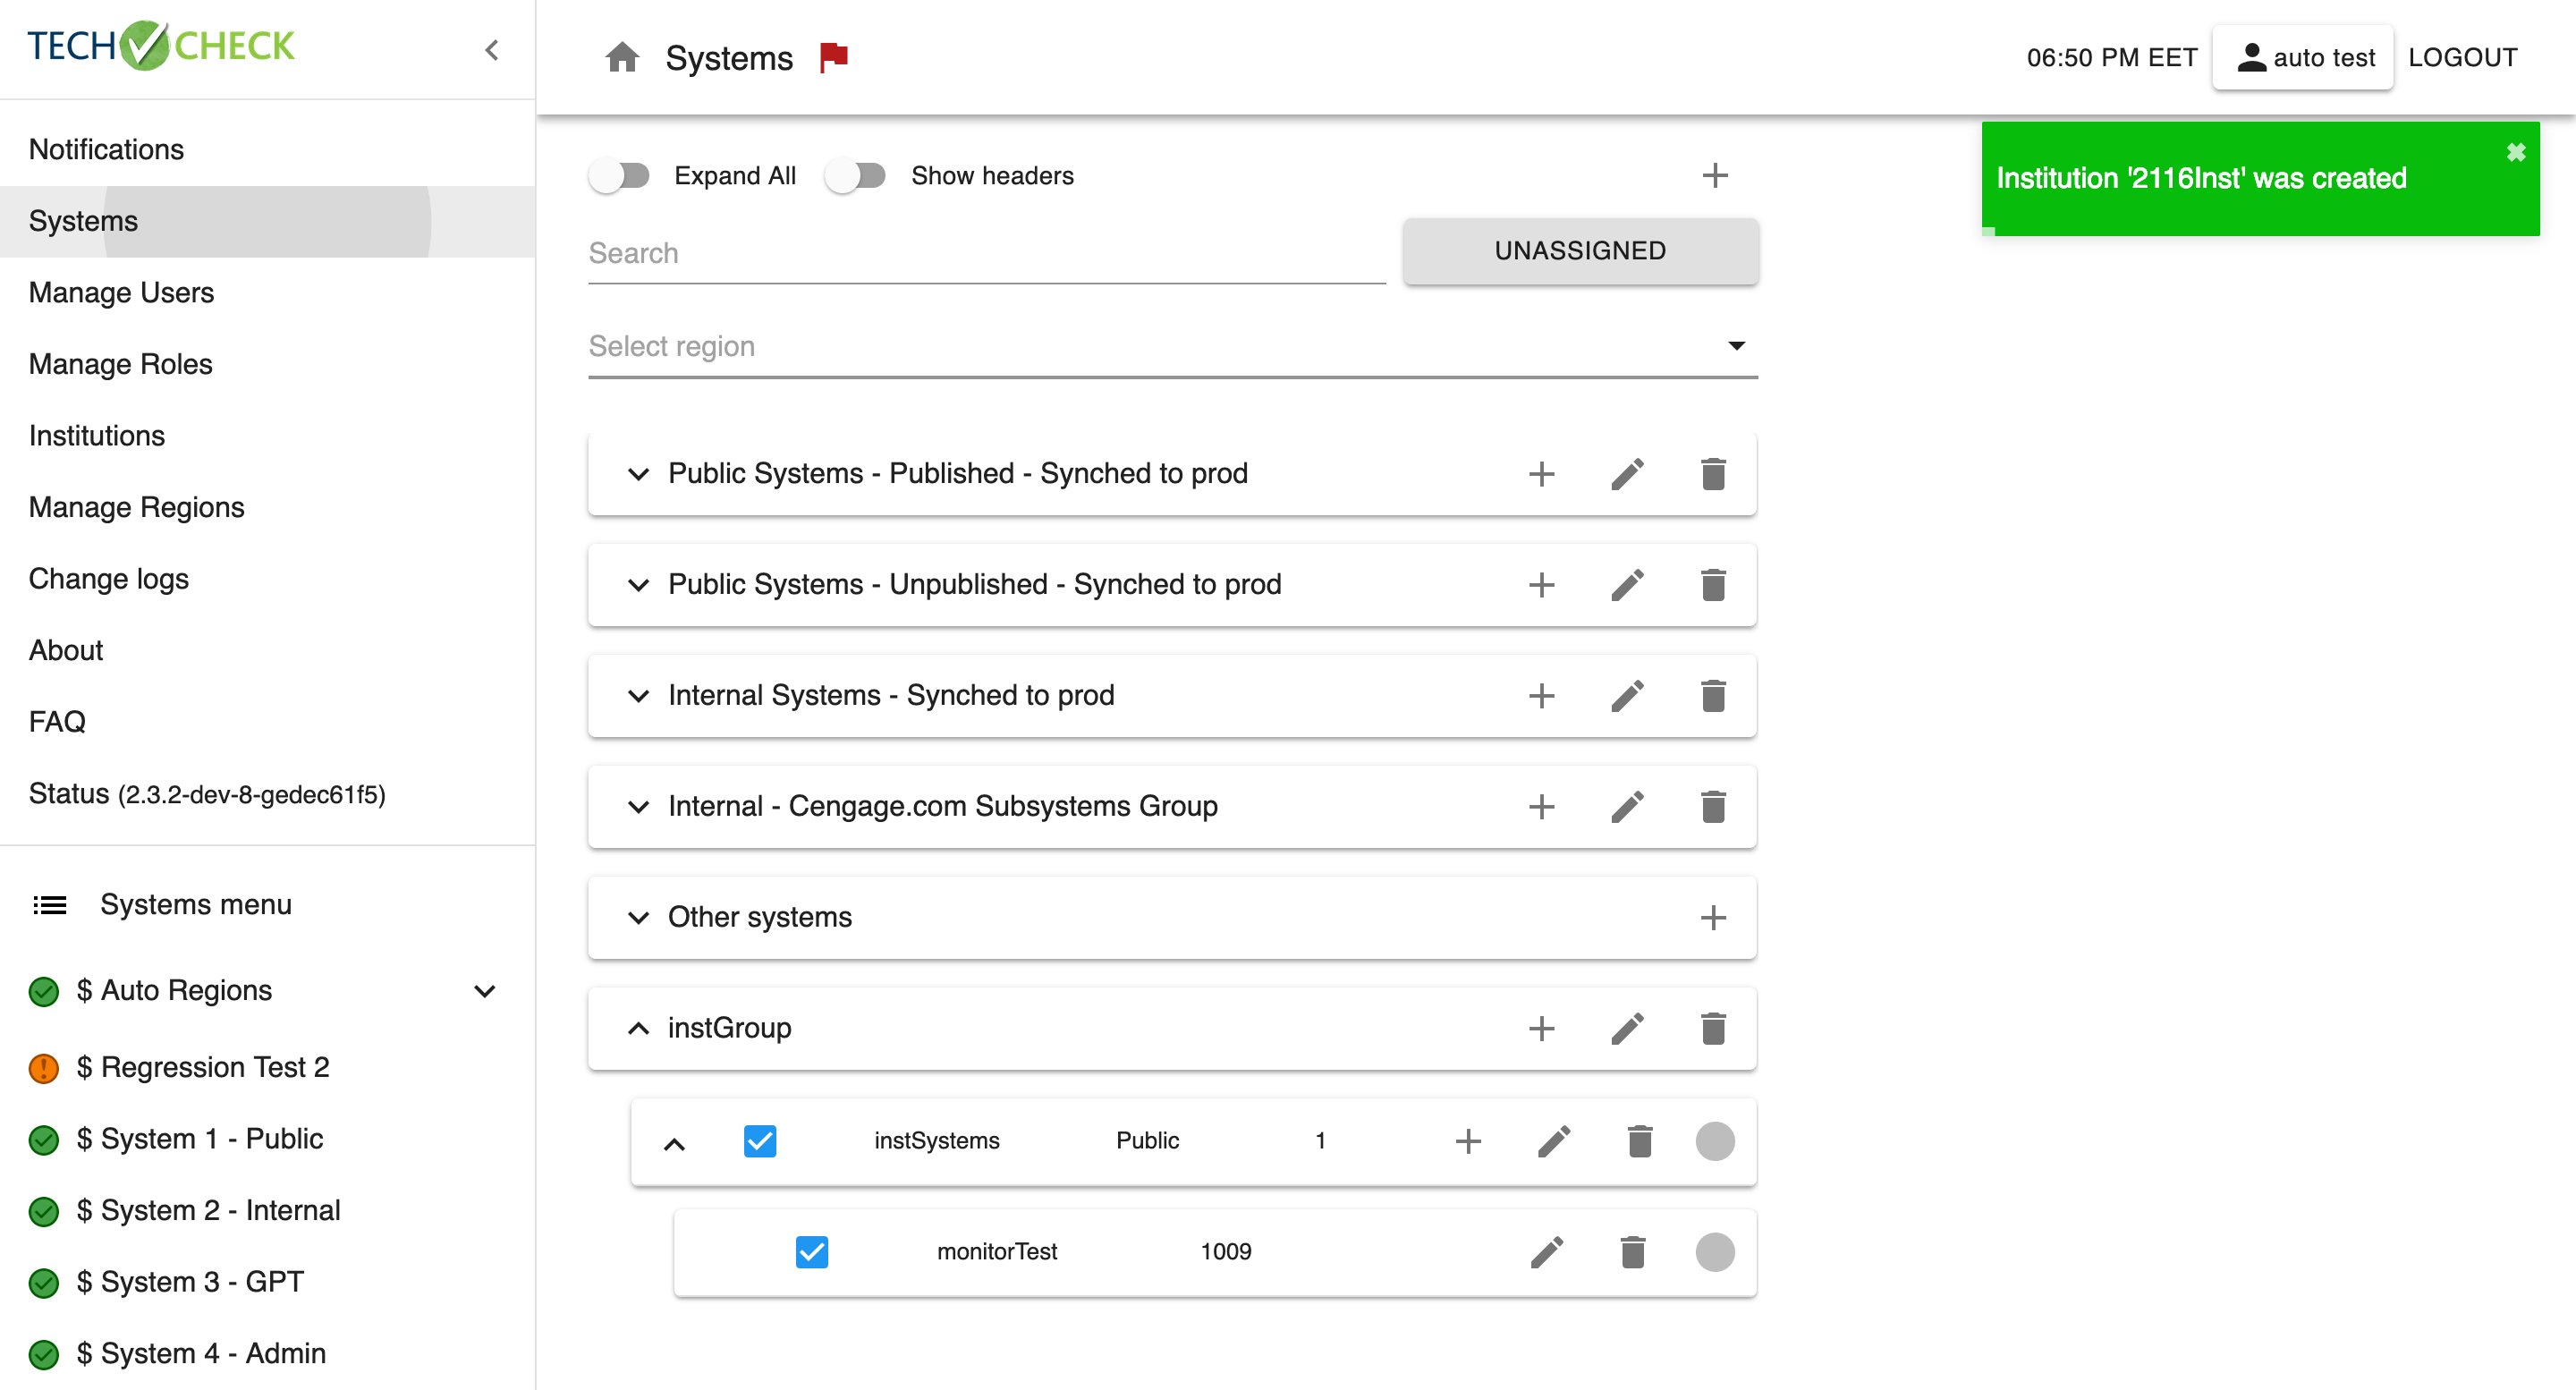 TECH CHECK
Notifications
Systems
Manage Users
Manage Roles
Institutions
Manage Regions
Change logs
About
FAQ
Status (2.3.2-dev-8-gedec61f5)
Systems menu
$ Auto Regions
$ Regression Test 2
$ System 1 - Public
$ System 2 - Internal
$ System 3 - GPT
$ System 4 - Admin
Systems
06:50 PM EET
auto test
LOGOUT
Institution '2116Inst' was created
Expand All
Show headers
Search
UNASSIGNED
Select region
Public Systems - Published - Synched to prod
Public Systems - Unpublished - Synched to prod
Internal Systems - Synched to prod
Internal - Cengage.com Subsystems Group
Other systems
instGroup
instSystems Public 1
monitorTest 1009